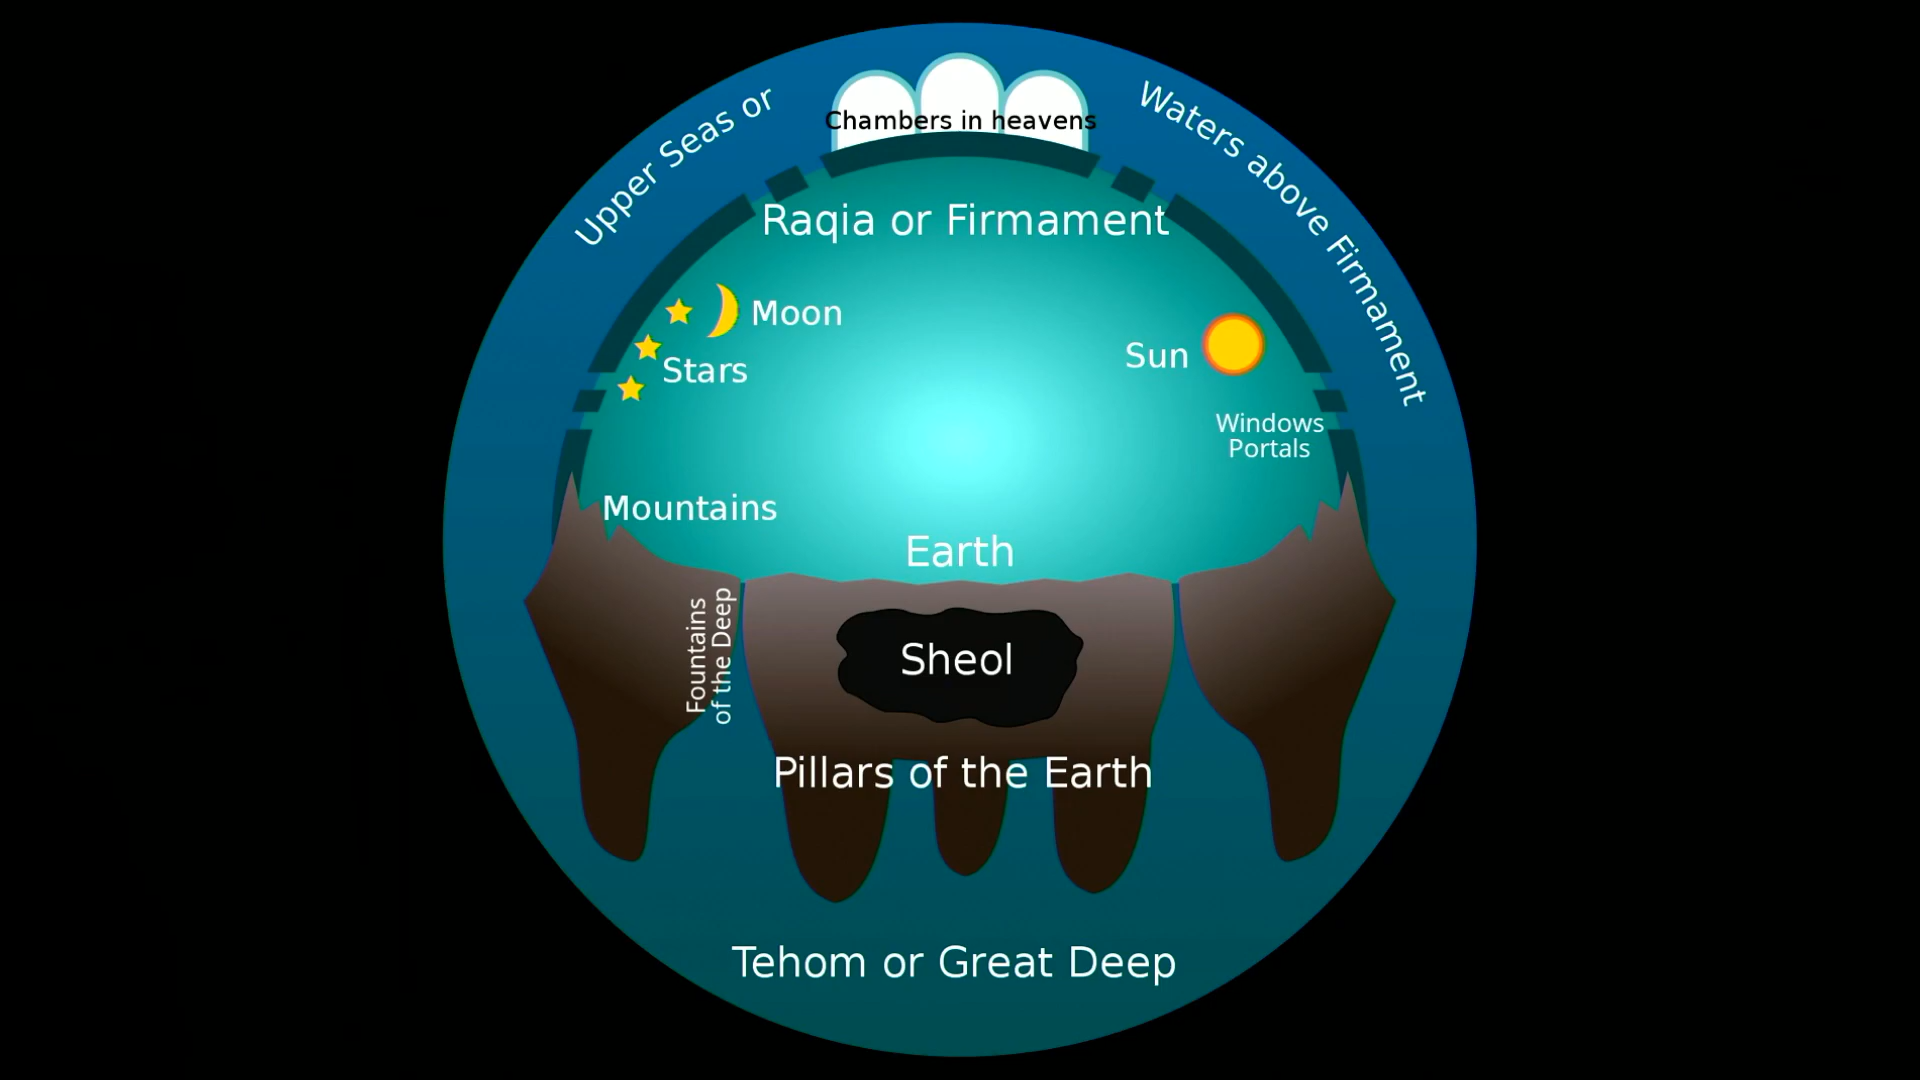 Upper Seas or
Waters above Firmament
Chambers in heavens
Raqia or Firmament
Moon
Stars
Sun
Windows
Portals
Mountains
Earth
Fountains
of the Deep
Sheol
Pillars of the Earth
Tehom or Great Deep